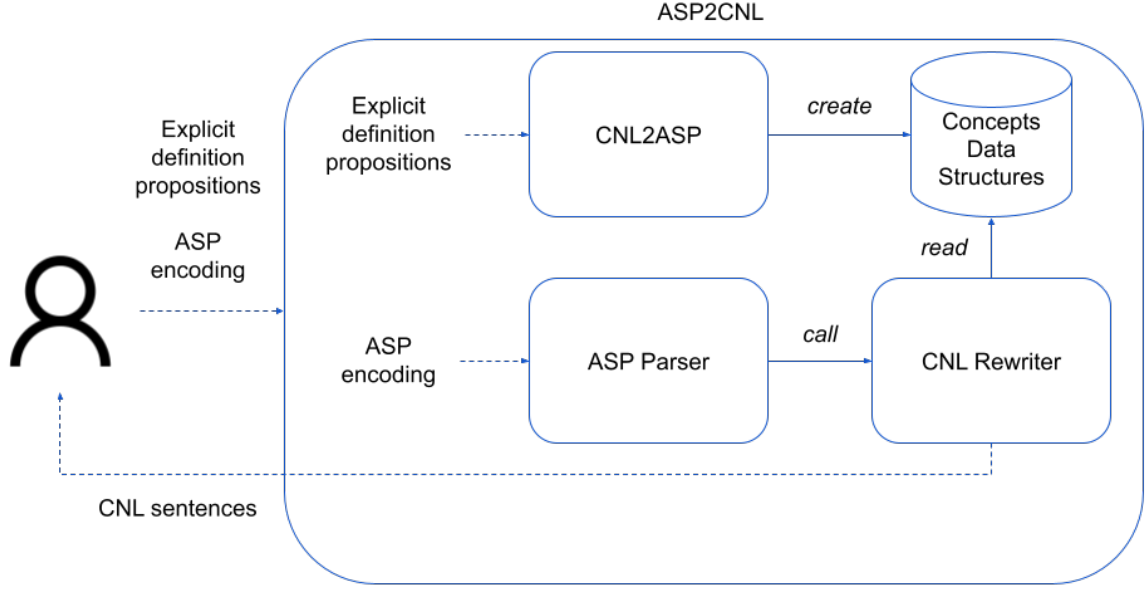 ASP2CNL
Explicit
definition
propositions
ASP
encoding
Explicit
definition
propositions
CNL2ASP
create
Concepts
Data
Structures
read
ASP
encoding
ASP Parser
call
CNL Rewriter
CNL sentences